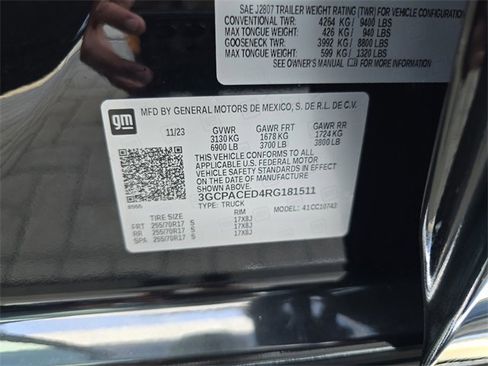 SAE J2807 TRAILER WEIGHT RATING (TWR) FOR VEHICLE CONFIGURATION
CONVENTIONAL TWR: 4264 KG / 9400 LBS
MAX TONGUE WEIGHT: 426 KG / 940 LBS
GOOSENECK TWR: 3992 KG / 8800 LBS
MAX TONGUE WEIGHT: 599 KG / 1320 LBS
SEE OWNER'S MANUAL FOR MORE INFORMATION
gm
MFD BY GENERAL MOTORS DE MEXICO, S. DE R.L. DE C.V.
11/23 GVWR GAWR FRT GAWR RR
3130 KG 1678 KG 1724 KG
6900 LB 3700 LB 3800 LB
THIS VEHICLE CONFORMS TO ALL
APPLICABLE U.S. FEDERAL MOTOR
VEHICLE SAFETY STANDARDS IN
EFFECT ON THE DATE OF
MANUFACTURE SHOWN ABOVE.
3GCPACED4RG181511
TYPE: TRUCK MODEL: 41CC10742
TIRE SIZE RIM
FRT 255/70R17 S 17X8J
RR 255/70R17 S 17X8J
SPA 255/70R17 S 17X8J